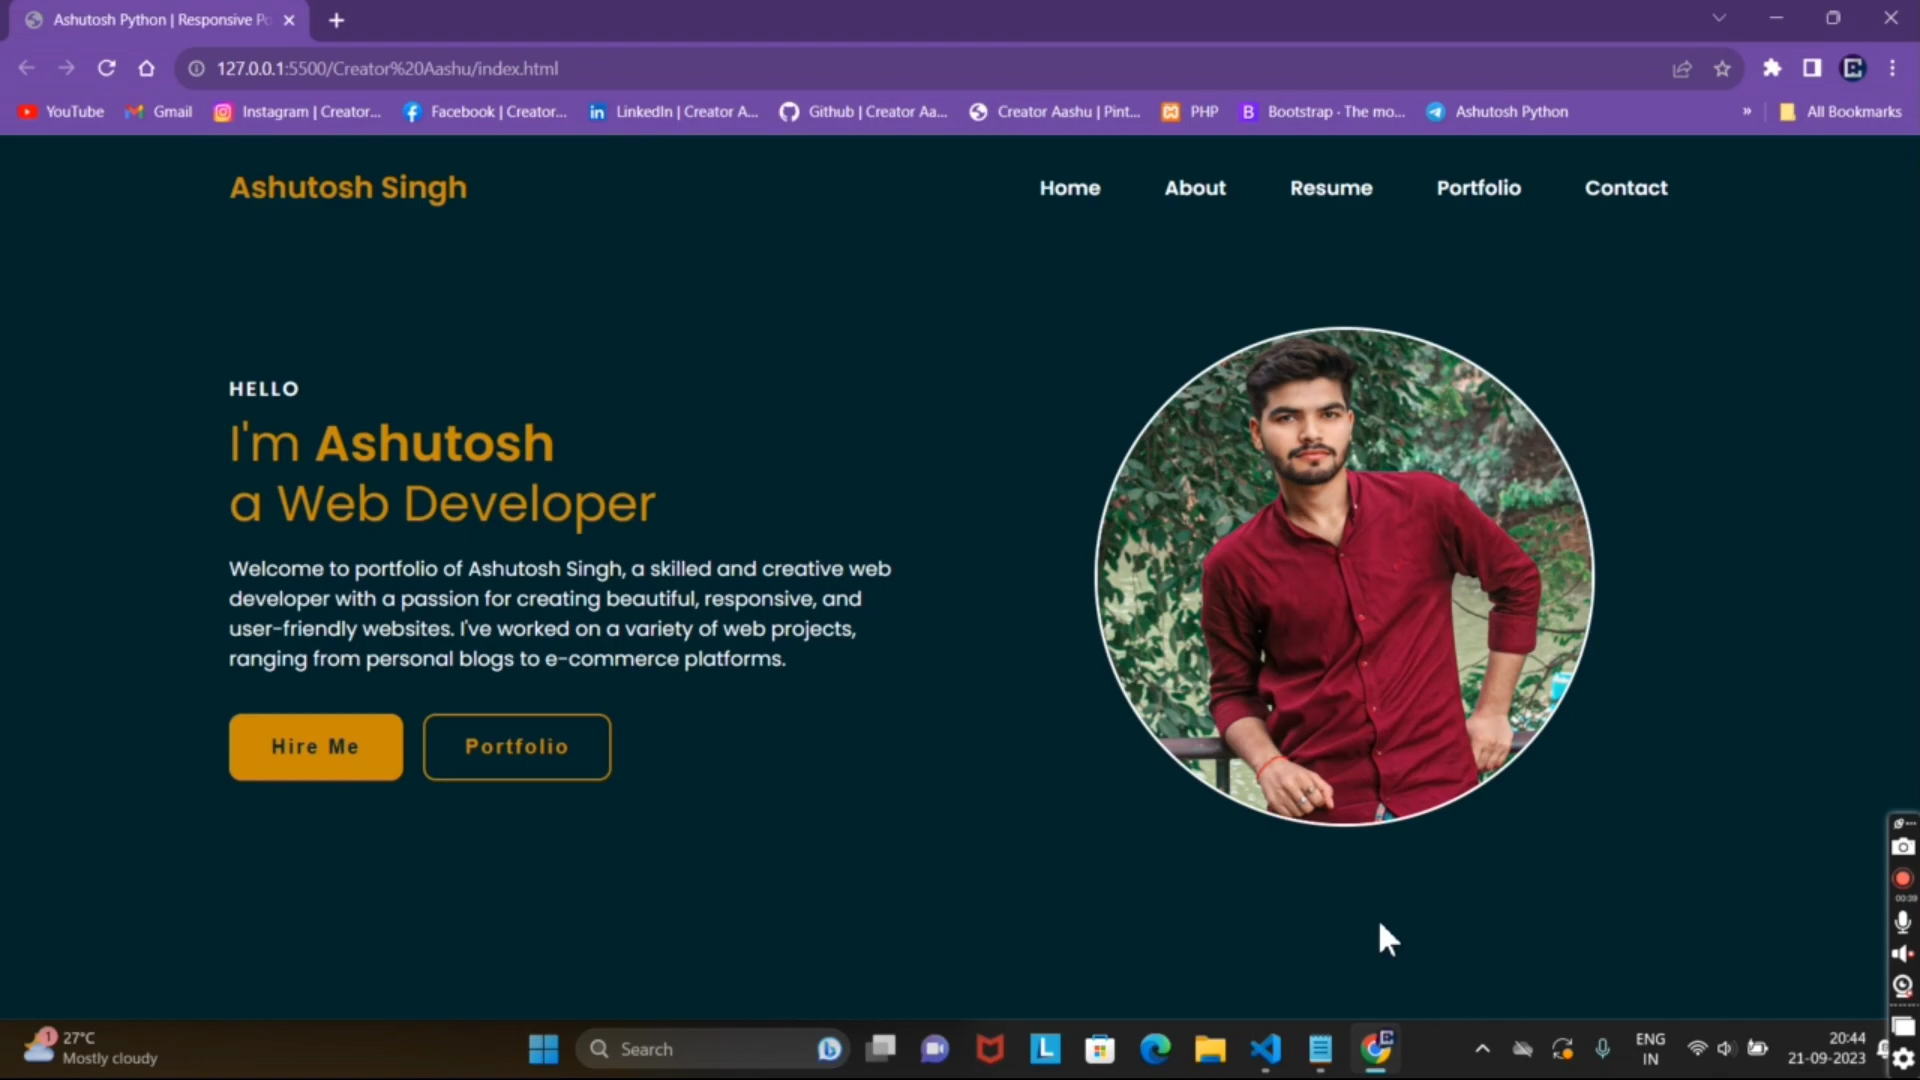 Ashutosh Python | Responsive Po
127.0.0.1:5500/Creator%20Aashu/index.html
YouTube Gmail Instagram | Creator... Facebook | Creator... LinkedIn | Creator A... Github | Creator Aa... Creator Aashu | Pint... PHP Bootstrap · The mo... Ashutosh Python » All Bookmarks
Ashutosh Singh
Home About Resume Portfolio Contact
HELLO
I'm Ashutosh
a Web Developer
Welcome to portfolio of Ashutosh Singh, a skilled and creative web
developer with a passion for creating beautiful, responsive, and
user-friendly websites. I've worked on a variety of web projects,
ranging from personal blogs to e-commerce platforms.
Hire Me Portfolio
00:39
1
27°C
Mostly cloudy
Search
ENG
IN
20:44
21-09-2023